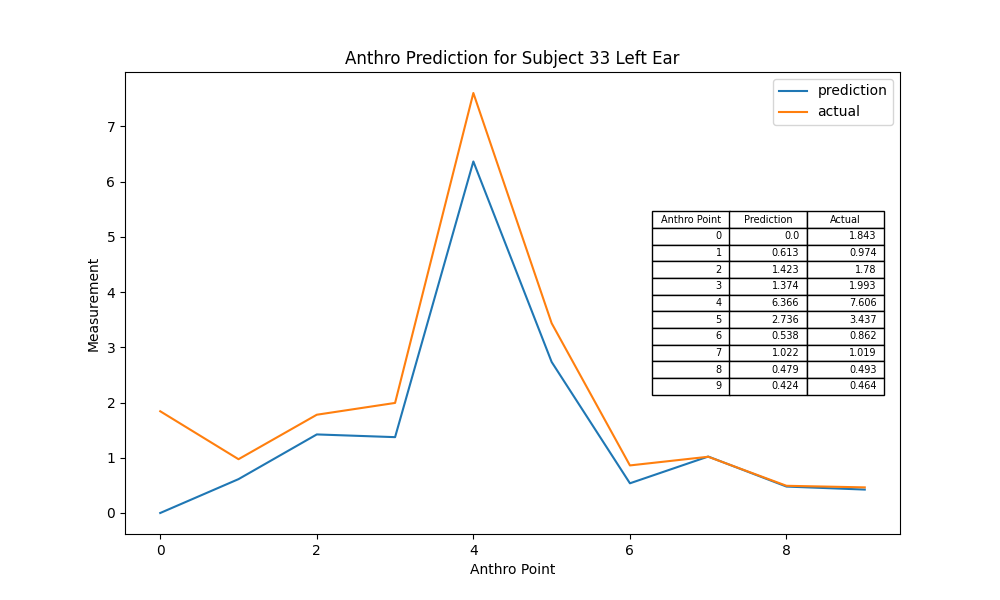 Anthro Prediction for Subject 33 Left Ear
prediction
actual
7
6
5
4
3
2
1
0
Measurement
Anthro Point Prediction Actual
0 0.0 1.843
1 0.613 0.974
2 1.423 1.78
3 1.374 1.993
4 6.366 7.606
5 2.736 3.437
6 0.538 0.862
7 1.022 1.019
8 0.479 0.493
9 0.424 0.464
0 2 4 6 8
Anthro Point